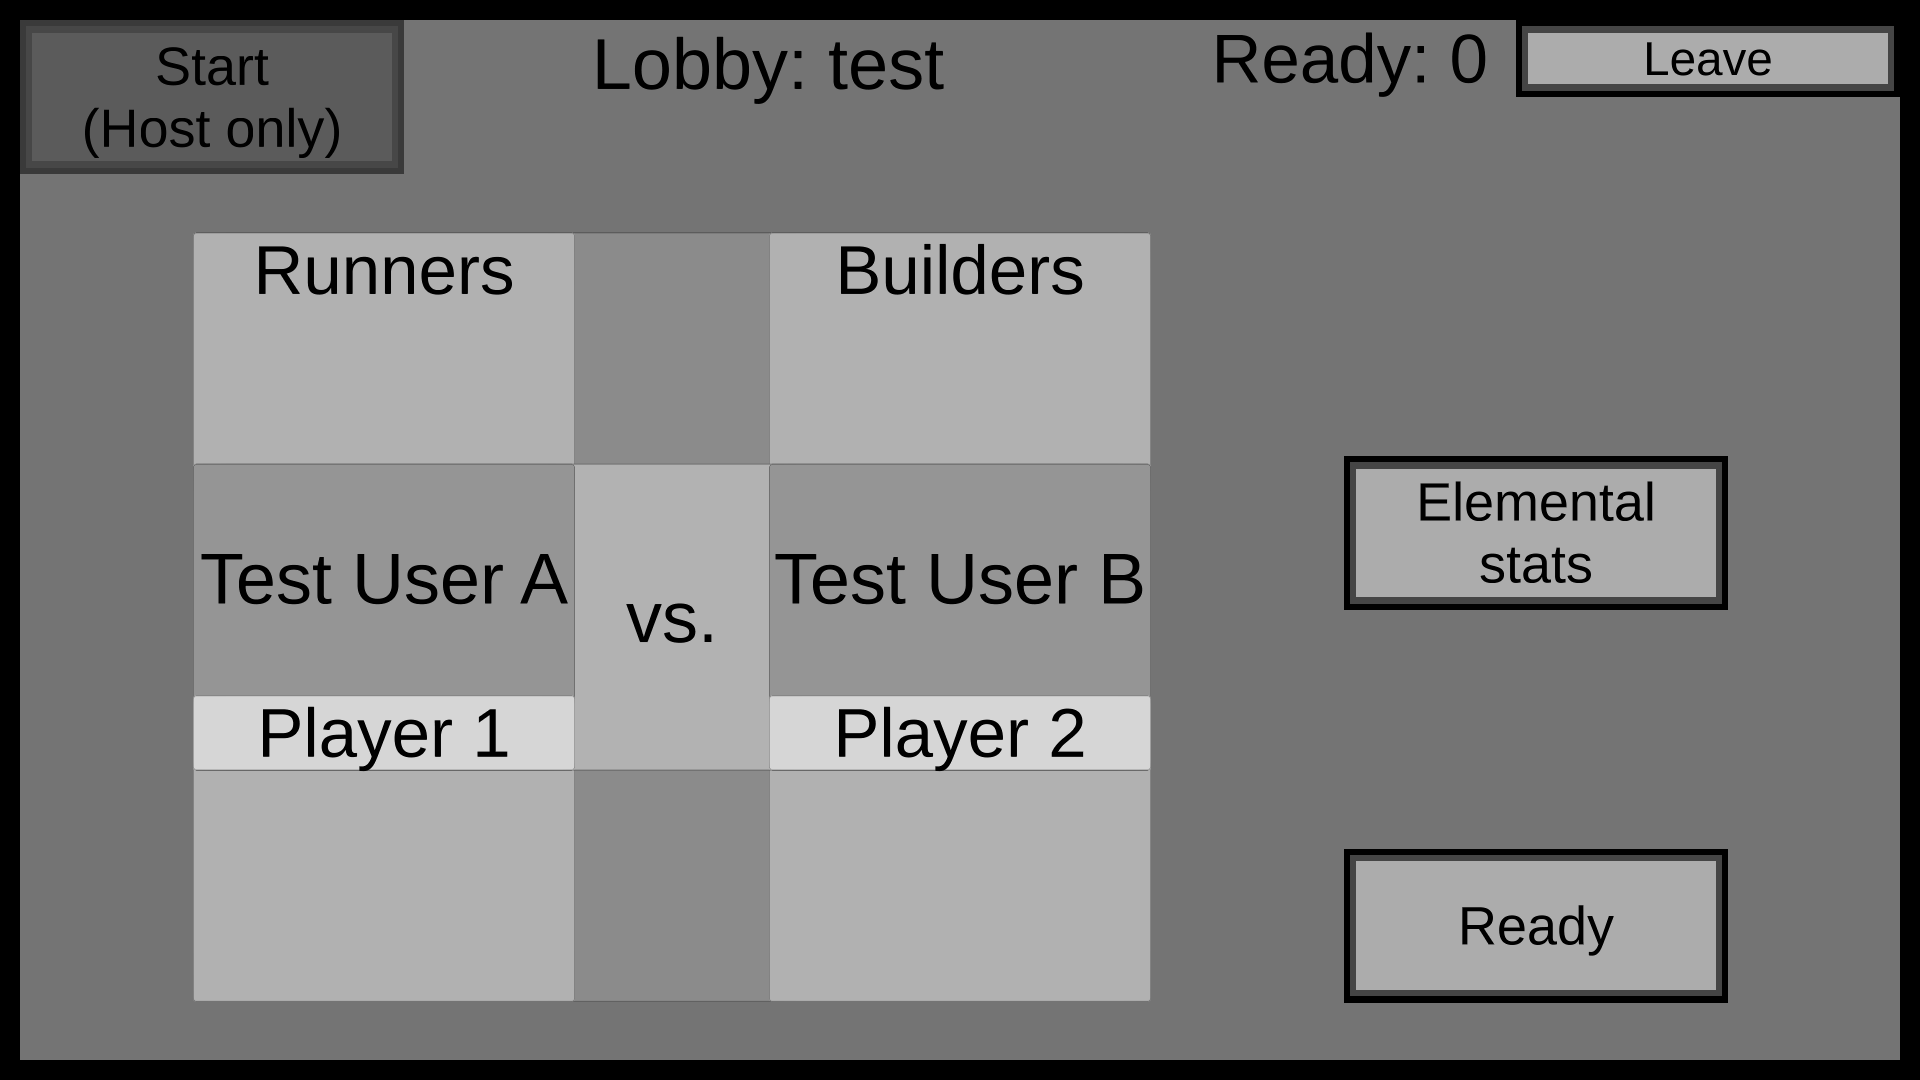 Start
(Host only)
Lobby: test
Ready: 0
Leave
Runners
Builders
Test User A
vs.
Test User B
Player 1
Player 2
Elemental
stats
Ready